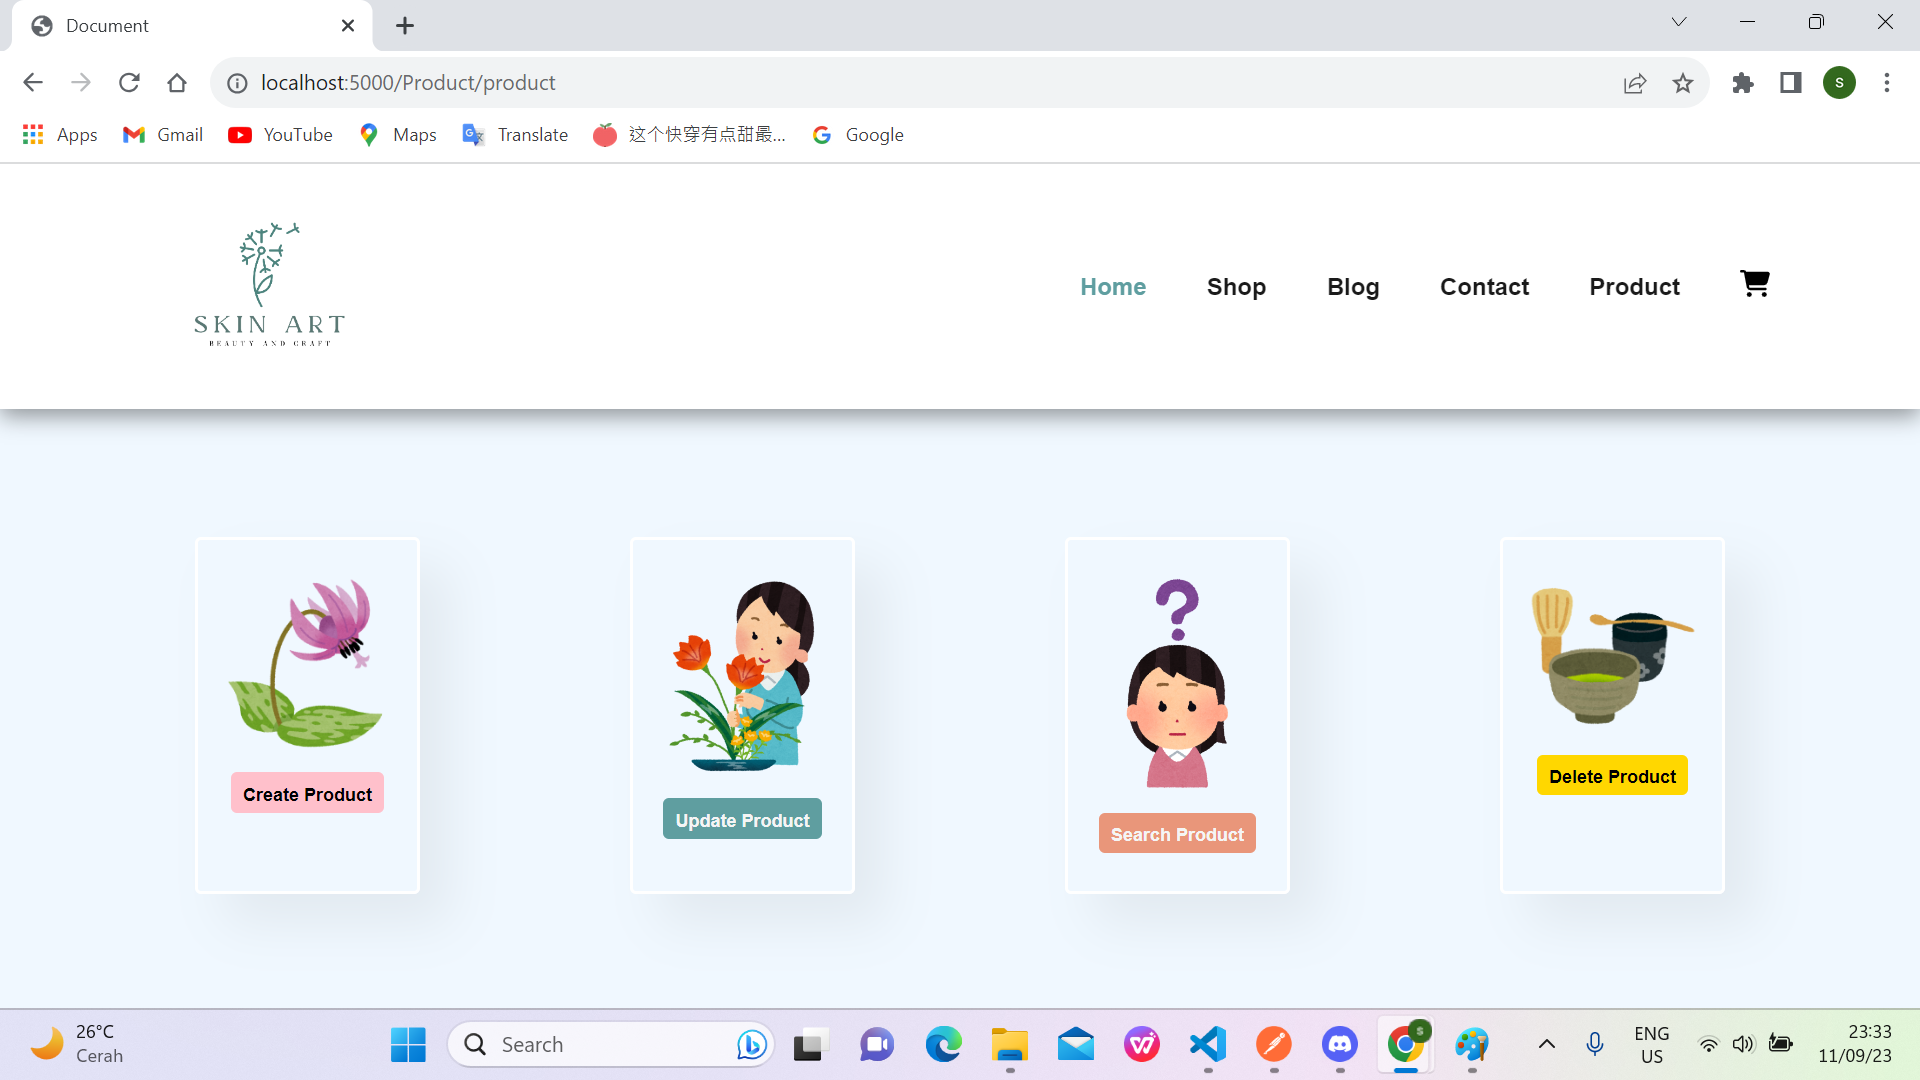 Document
localhost:5000/Product/product
Apps
Gmail
YouTube
Maps
Translate
这个快穿有点甜最...
Google
S
SKIN ART
BEAUTY AND CRAFT
Home
Shop
Blog
Contact
Product
Create Product
Update Product
Search Product
Delete Product
26°C
Cerah
Search
ENG
US
23:33
11/09/23